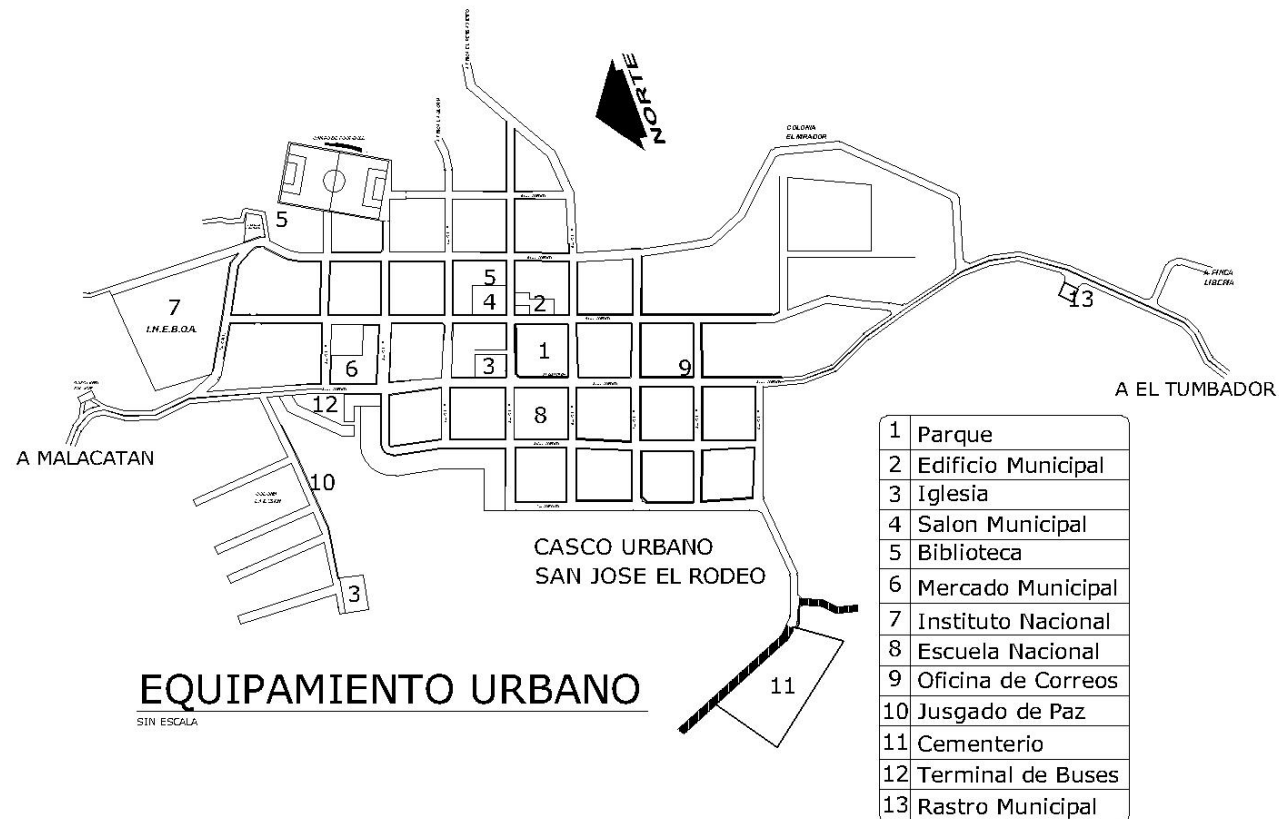 NORTE
COLONIA
EL MIRADOR
A FINCA
LIBERIA
5
7
I.N.E.B.O.A.
5
4
2
13
1
3
6
9
A EL TUMBADOR
12
8
A MALACATAN
10
3
CASCO URBANO
SAN JOSE EL RODEO
11
EQUIPAMIENTO URBANO
SIN ESCALA
1 Parque
2 Edificio Municipal
3 Iglesia
4 Salon Municipal
5 Biblioteca
6 Mercado Municipal
7 Instituto Nacional
8 Escuela Nacional
9 Oficina de Correos
10 Jusgado de Paz
11 Cementerio
12 Terminal de Buses
13 Rastro Municipal